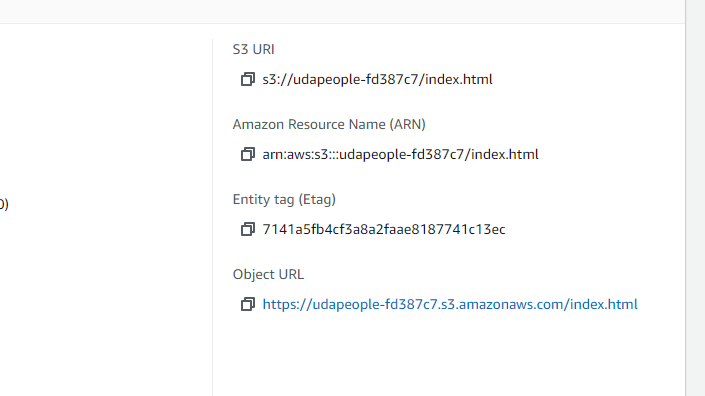 S3 URI
s3://udapeople-fd387c7/index.html
Amazon Resource Name (ARN)
arn:aws:s3:::udapeople-fd387c7/index.html
0)
Entity tag (Etag)
7141a5fb4cf3a8a2faae8187741c13ec
Object URL
https://udapeople-fd387c7.s3.amazonaws.com/index.html